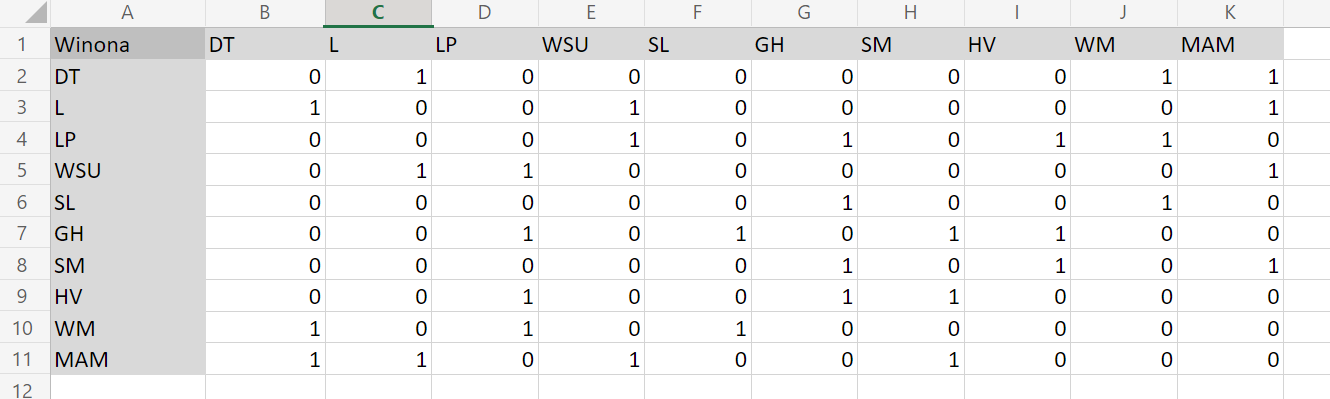 A B C D E F G H I J K
1 Winona DT L LP WSU SL GH SM HV WM MAM
2 DT 0 1 0 0 0 0 0 0 1 1
3 L 1 0 0 1 0 0 0 0 0 1
4 LP 0 0 0 1 0 1 0 1 1 0
5 WSU 0 1 1 0 0 0 0 0 0 1
6 SL 0 0 0 0 0 1 0 0 1 0
7 GH 0 0 1 0 1 0 1 1 0 0
8 SM 0 0 0 0 0 1 0 1 0 1
9 HV 0 0 1 0 0 1 1 0 0 0
10 WM 1 0 1 0 1 0 0 0 0 0
11 MAM 1 1 0 1 0 0 1 0 0 0
12